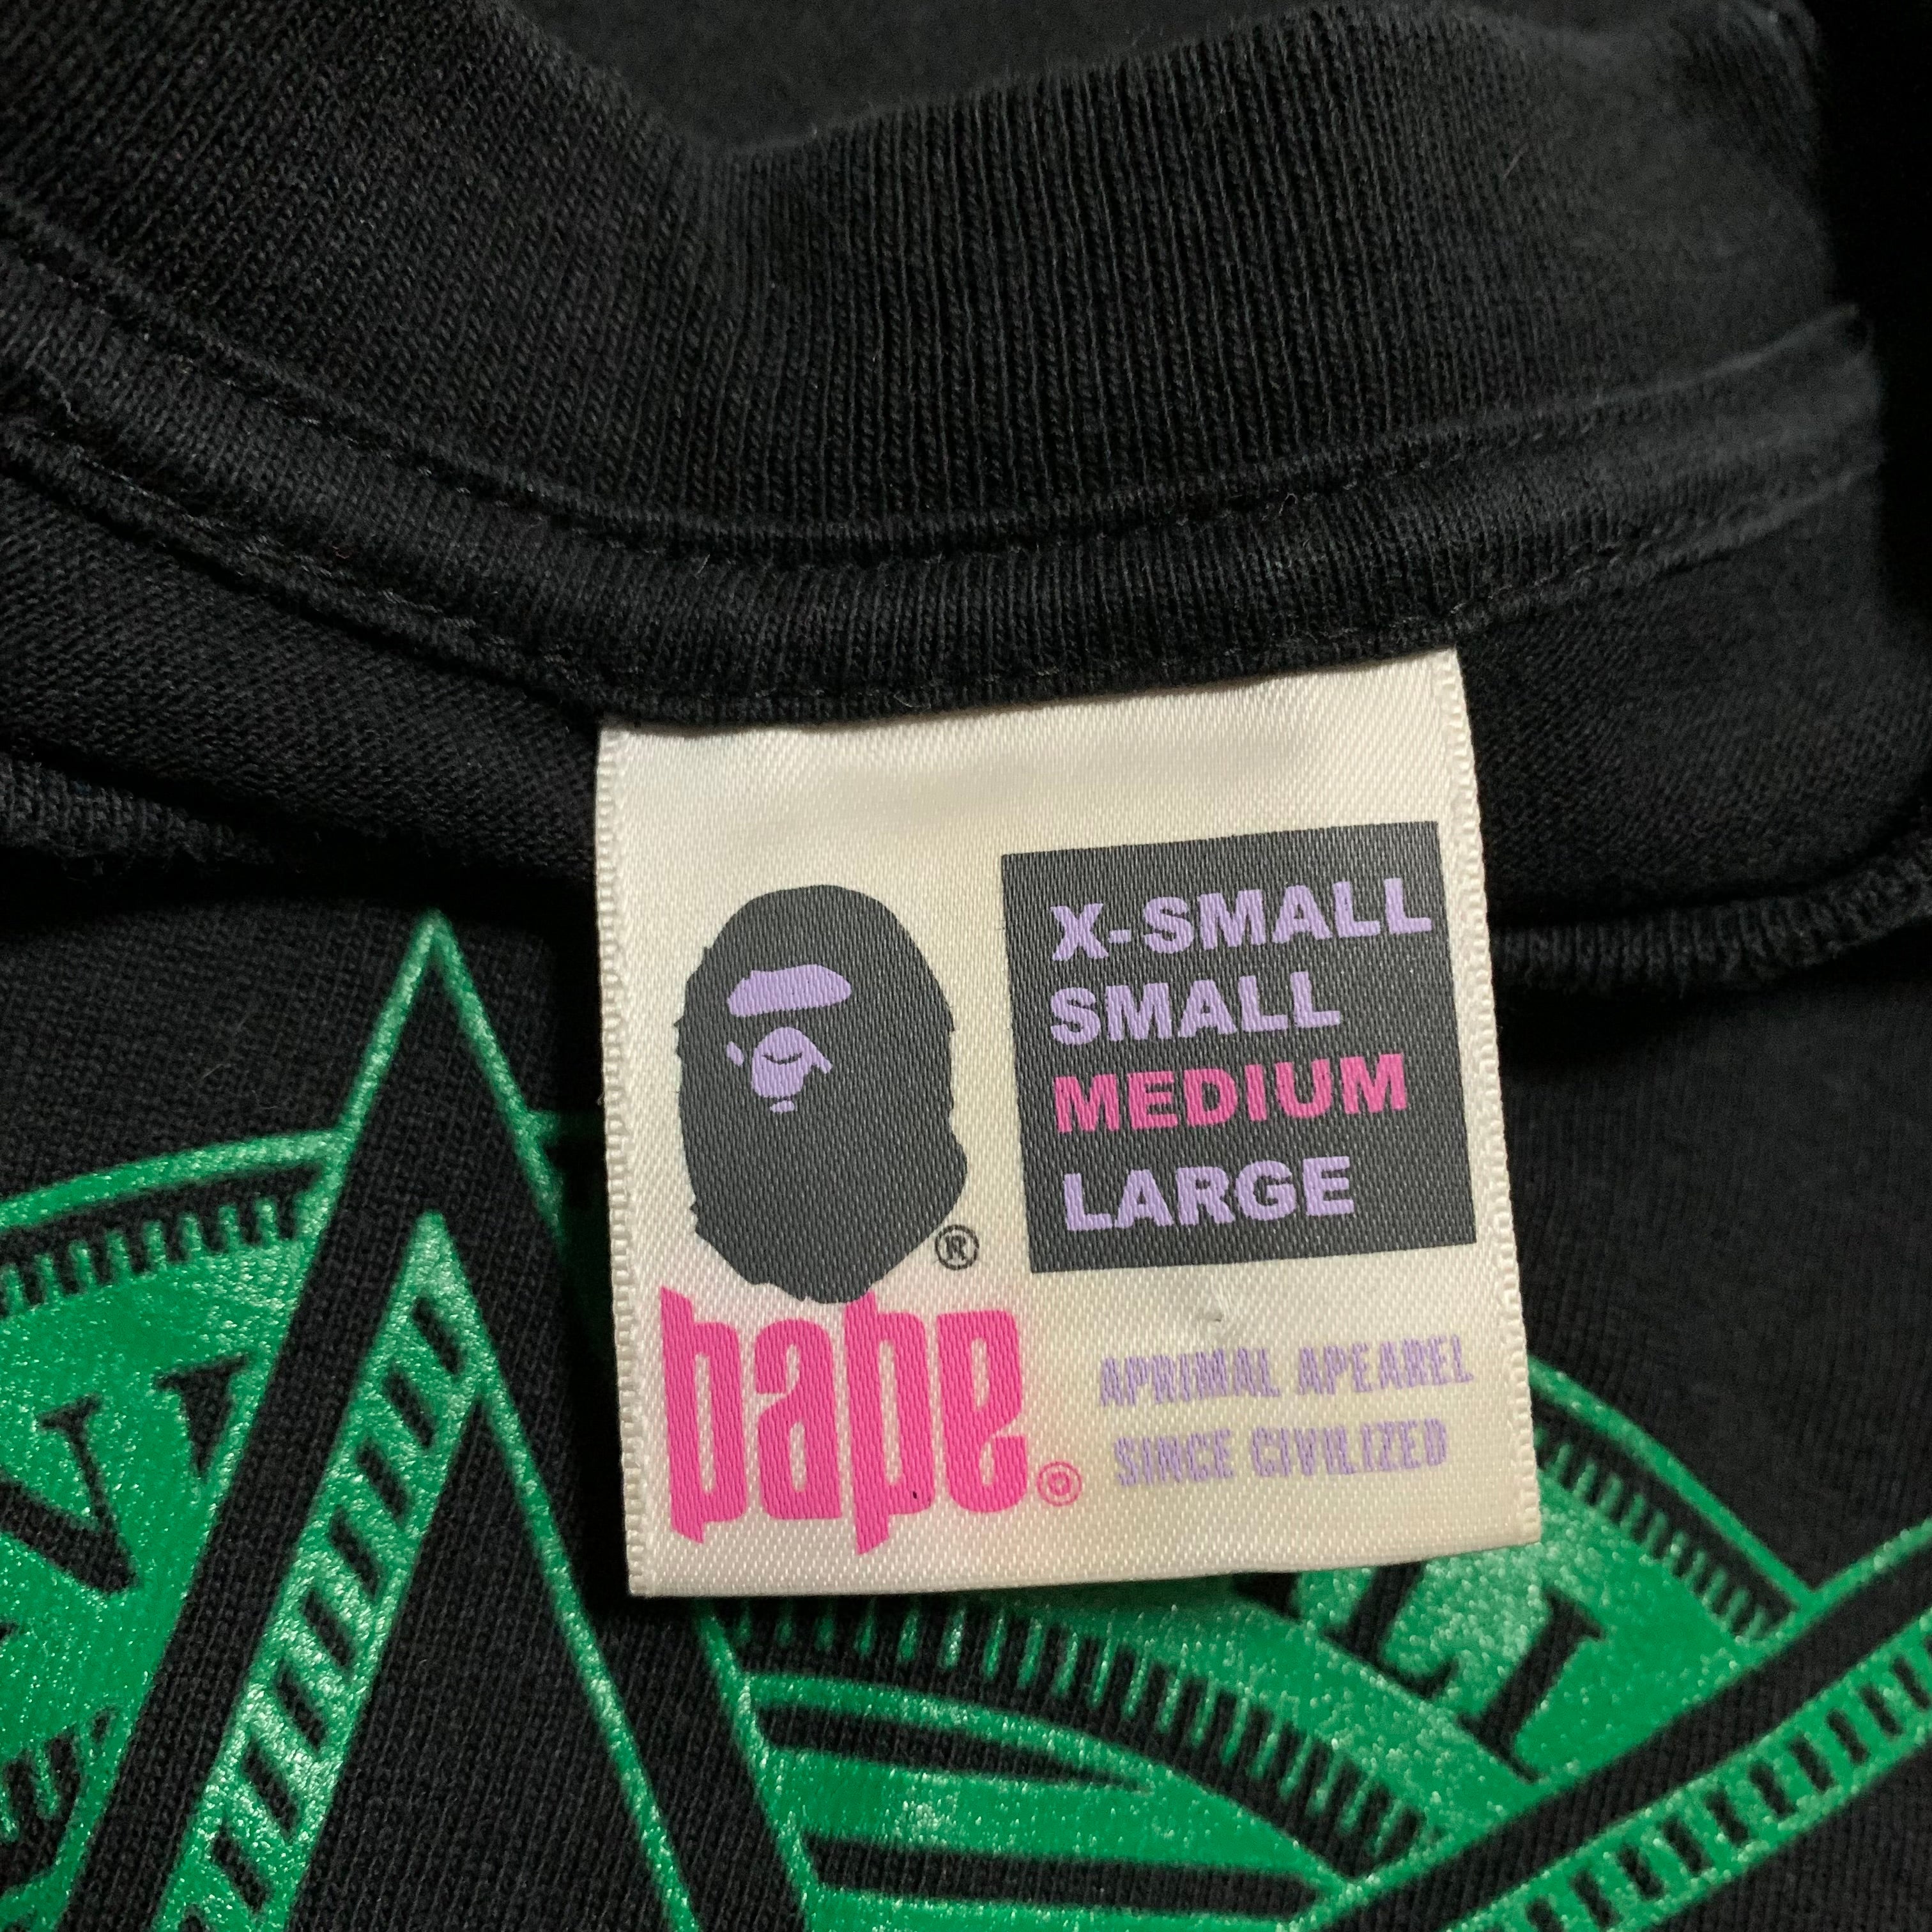 X-SMALL
SMALL
MEDIUM
LARGE
®
bape®
APRIMAL APEAREL
SINCE CIVILIZED